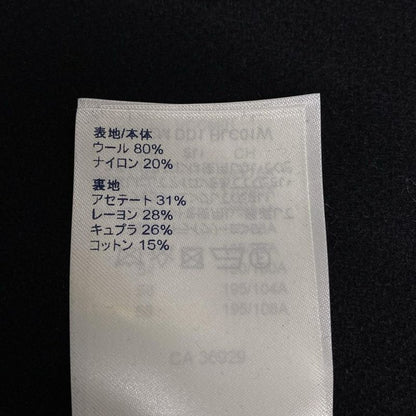 表地/本体
ウール 80%
ナイロン 20%
裏地
アセテート 31%
レーヨン 28%
キュプラ 26%
コットン 15%
195/104A
195/108A
CA 36029